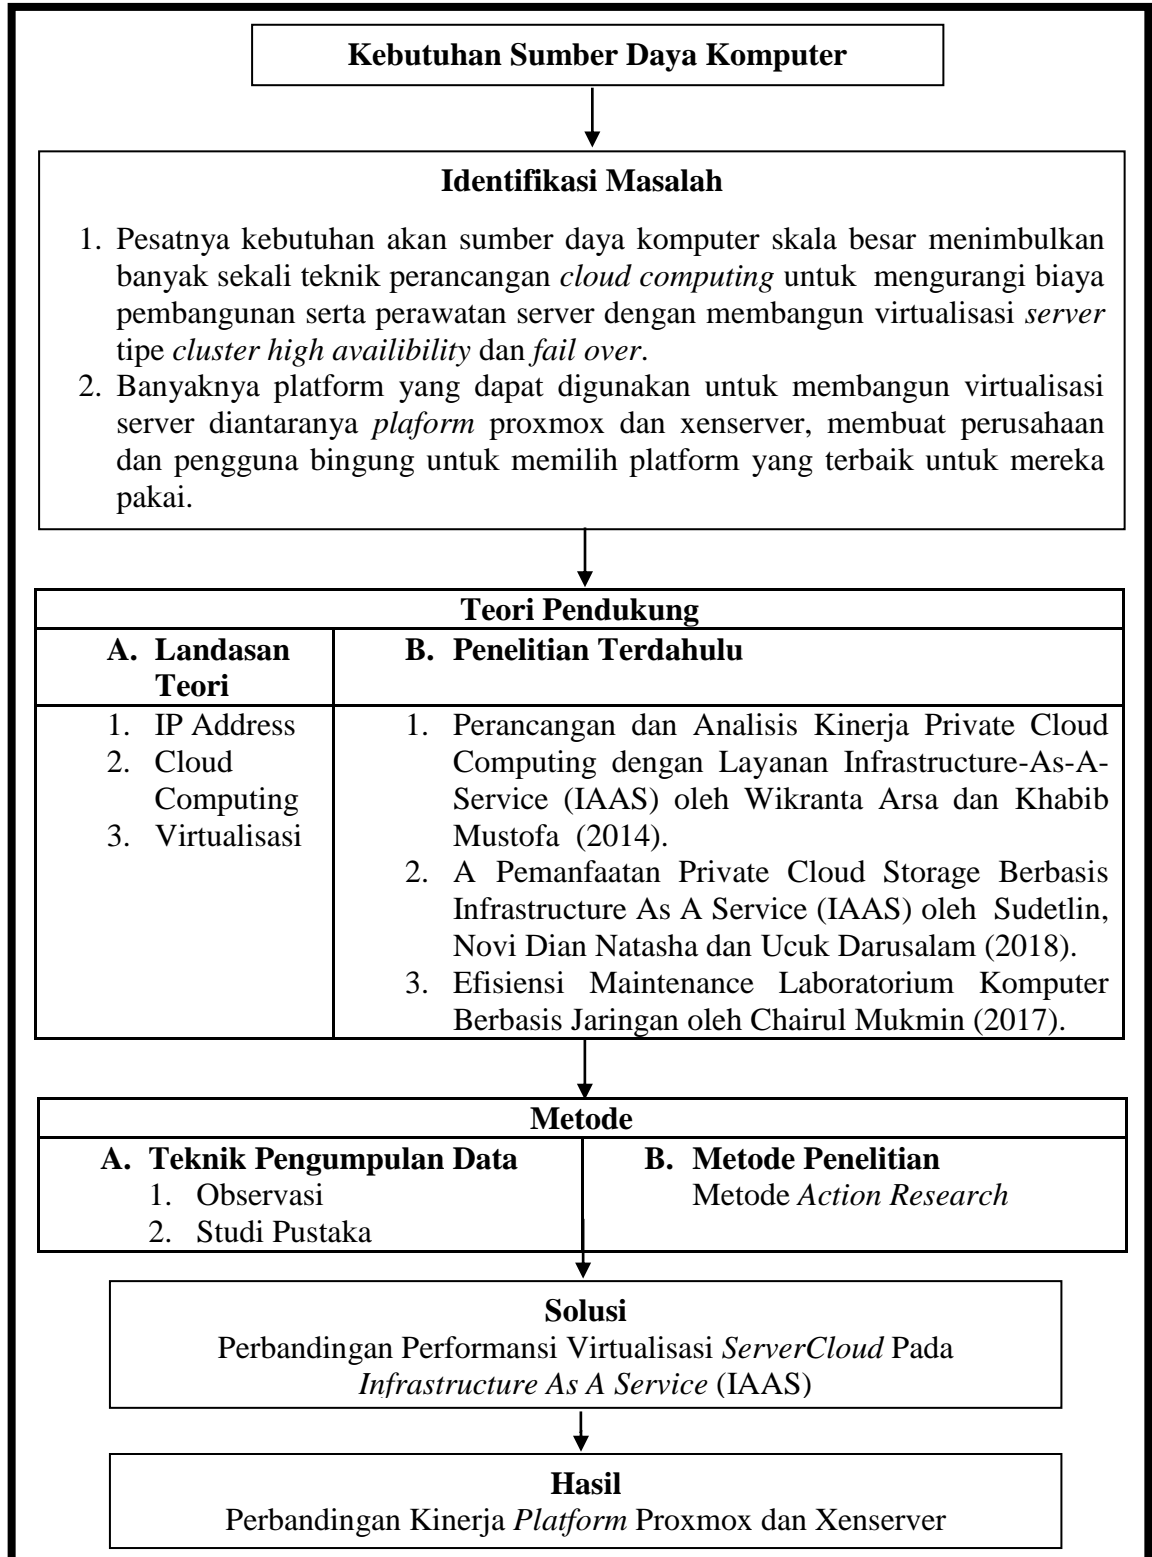 Kebutuhan Sumber Daya Komputer
Identifikasi Masalah
1. Pesatnya kebutuhan akan sumber daya komputer skala besar menimbulkan
banyak sekali teknik perancangan cloud computing untuk mengurangi biaya
pembangunan serta perawatan server dengan membangun virtualisasi server
tipe cluster high availibility dan fail over.
2. Banyaknya platform yang dapat digunakan untuk membangun virtualisasi
server diantaranya plaform proxmox dan xenserver, membuat perusahaan
dan pengguna bingung untuk memilih platform yang terbaik untuk mereka
pakai.
Teori Pendukung
A. Landasan
Teori
B. Penelitian Terdahulu
1. IP Address
2. Cloud
Computing
3. Virtualisasi
1. Perancangan dan Analisis Kinerja Private Cloud
Computing dengan Layanan Infrastructure-As-A-
Service (IAAS) oleh Wikranta Arsa dan Khabib
Mustofa (2014).
2. A Pemanfaatan Private Cloud Storage Berbasis
Infrastructure As A Service (IAAS) oleh Sudetlin,
Novi Dian Natasha dan Ucuk Darusalam (2018).
3. Efisiensi Maintenance Laboratorium Komputer
Berbasis Jaringan oleh Chairul Mukmin (2017).
Metode
A. Teknik Pengumpulan Data
1. Observasi
2. Studi Pustaka
B. Metode Penelitian
Metode Action Research
Solusi
Perbandingan Performansi Virtualisasi ServerCloud Pada
Infrastructure As A Service (IAAS)
Hasil
Perbandingan Kinerja Platform Proxmox dan Xenserver